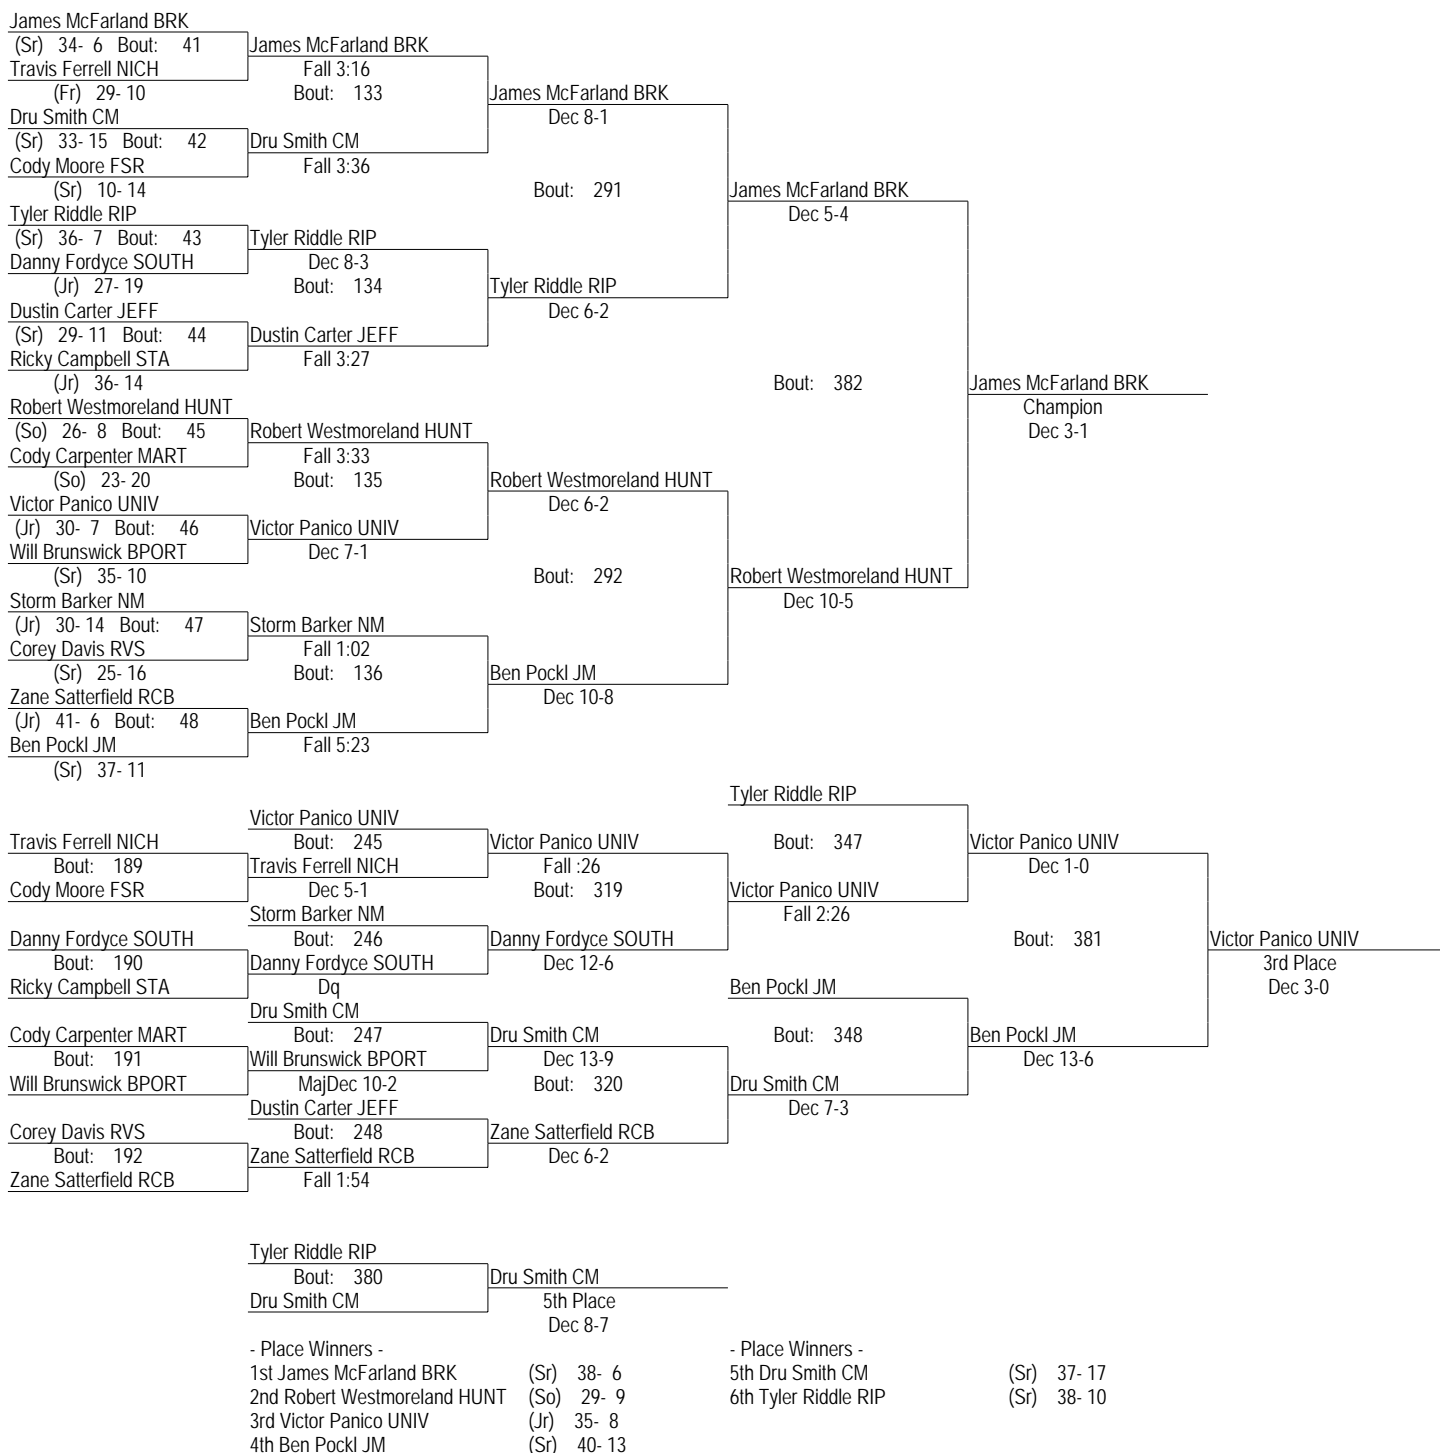 James McFarland BRK
(Sr) 34- 6 Bout: 41 James McFarland BRK
Travis Ferrell NICH Fall 3:16
(Fr) 29- 10 Bout: 133 James McFarland BRK
Dru Smith CM Dec 8-1
(Sr) 33- 15 Bout: 42 Dru Smith CM
Cody Moore FSR Fall 3:36
(Sr) 10- 14 Bout: 291 James McFarland BRK
Tyler Riddle RIP Dec 5-4
(Sr) 36- 7 Bout: 43 Tyler Riddle RIP
Danny Fordyce SOUTH Dec 8-3
(Jr) 27- 19 Bout: 134 Tyler Riddle RIP
Dustin Carter JEFF Dec 6-2
(Sr) 29- 11 Bout: 44 Dustin Carter JEFF
Ricky Campbell STA Fall 3:27
(Jr) 36- 14 Bout: 382 James McFarland BRK
Robert Westmoreland HUNT Champion
(So) 26- 8 Bout: 45 Robert Westmoreland HUNT Dec 3-1
Cody Carpenter MART Fall 3:33
(So) 23- 20 Bout: 135 Robert Westmoreland HUNT
Victor Panico UNIV Dec 6-2
(Jr) 30- 7 Bout: 46 Victor Panico UNIV
Will Brunswick BPORT Dec 7-1
(Sr) 35- 10 Bout: 292 Robert Westmoreland HUNT
Storm Barker NM Dec 10-5
(Jr) 30- 14 Bout: 47 Storm Barker NM
Corey Davis RVS Fall 1:02
(Sr) 25- 16 Bout: 136 Ben Pockl JM
Zane Satterfield RCB Dec 10-8
(Jr) 41- 6 Bout: 48 Ben Pockl JM
Ben Pockl JM Fall 5:23
(Sr) 37- 11
Tyler Riddle RIP
Victor Panico UNIV
Travis Ferrell NICH Bout: 245 Victor Panico UNIV Bout: 347 Victor Panico UNIV
Bout: 189 Travis Ferrell NICH Fall :26 Dec 1-0
Cody Moore FSR Dec 5-1 Bout: 319 Victor Panico UNIV
Storm Barker NM Fall 2:26
Danny Fordyce SOUTH Bout: 246 Danny Fordyce SOUTH Bout: 381 Victor Panico UNIV
Bout: 190 Danny Fordyce SOUTH Dec 12-6 3rd Place
Ricky Campbell STA Dq Ben Pockl JM Dec 3-0
Dru Smith CM
Cody Carpenter MART Bout: 247 Dru Smith CM Bout: 348 Ben Pockl JM
Bout: 191 Will Brunswick BPORT Dec 13-9 Dec 13-6
Will Brunswick BPORT MajDec 10-2 Bout: 320 Dru Smith CM
Dustin Carter JEFF Dec 7-3
Corey Davis RVS Bout: 248 Zane Satterfield RCB
Bout: 192 Zane Satterfield RCB Dec 6-2
Zane Satterfield RCB Fall 1:54
Tyler Riddle RIP
Bout: 380 Dru Smith CM
Dru Smith CM 5th Place
Dec 8-7
- Place Winners - - Place Winners -
1st James McFarland BRK (Sr) 38- 6 5th Dru Smith CM (Sr) 37- 17
2nd Robert Westmoreland HUNT (So) 29- 9 6th Tyler Riddle RIP (Sr) 38- 10
3rd Victor Panico UNIV (Jr) 35- 8
4th Ben Pockl JM (Sr) 40- 13